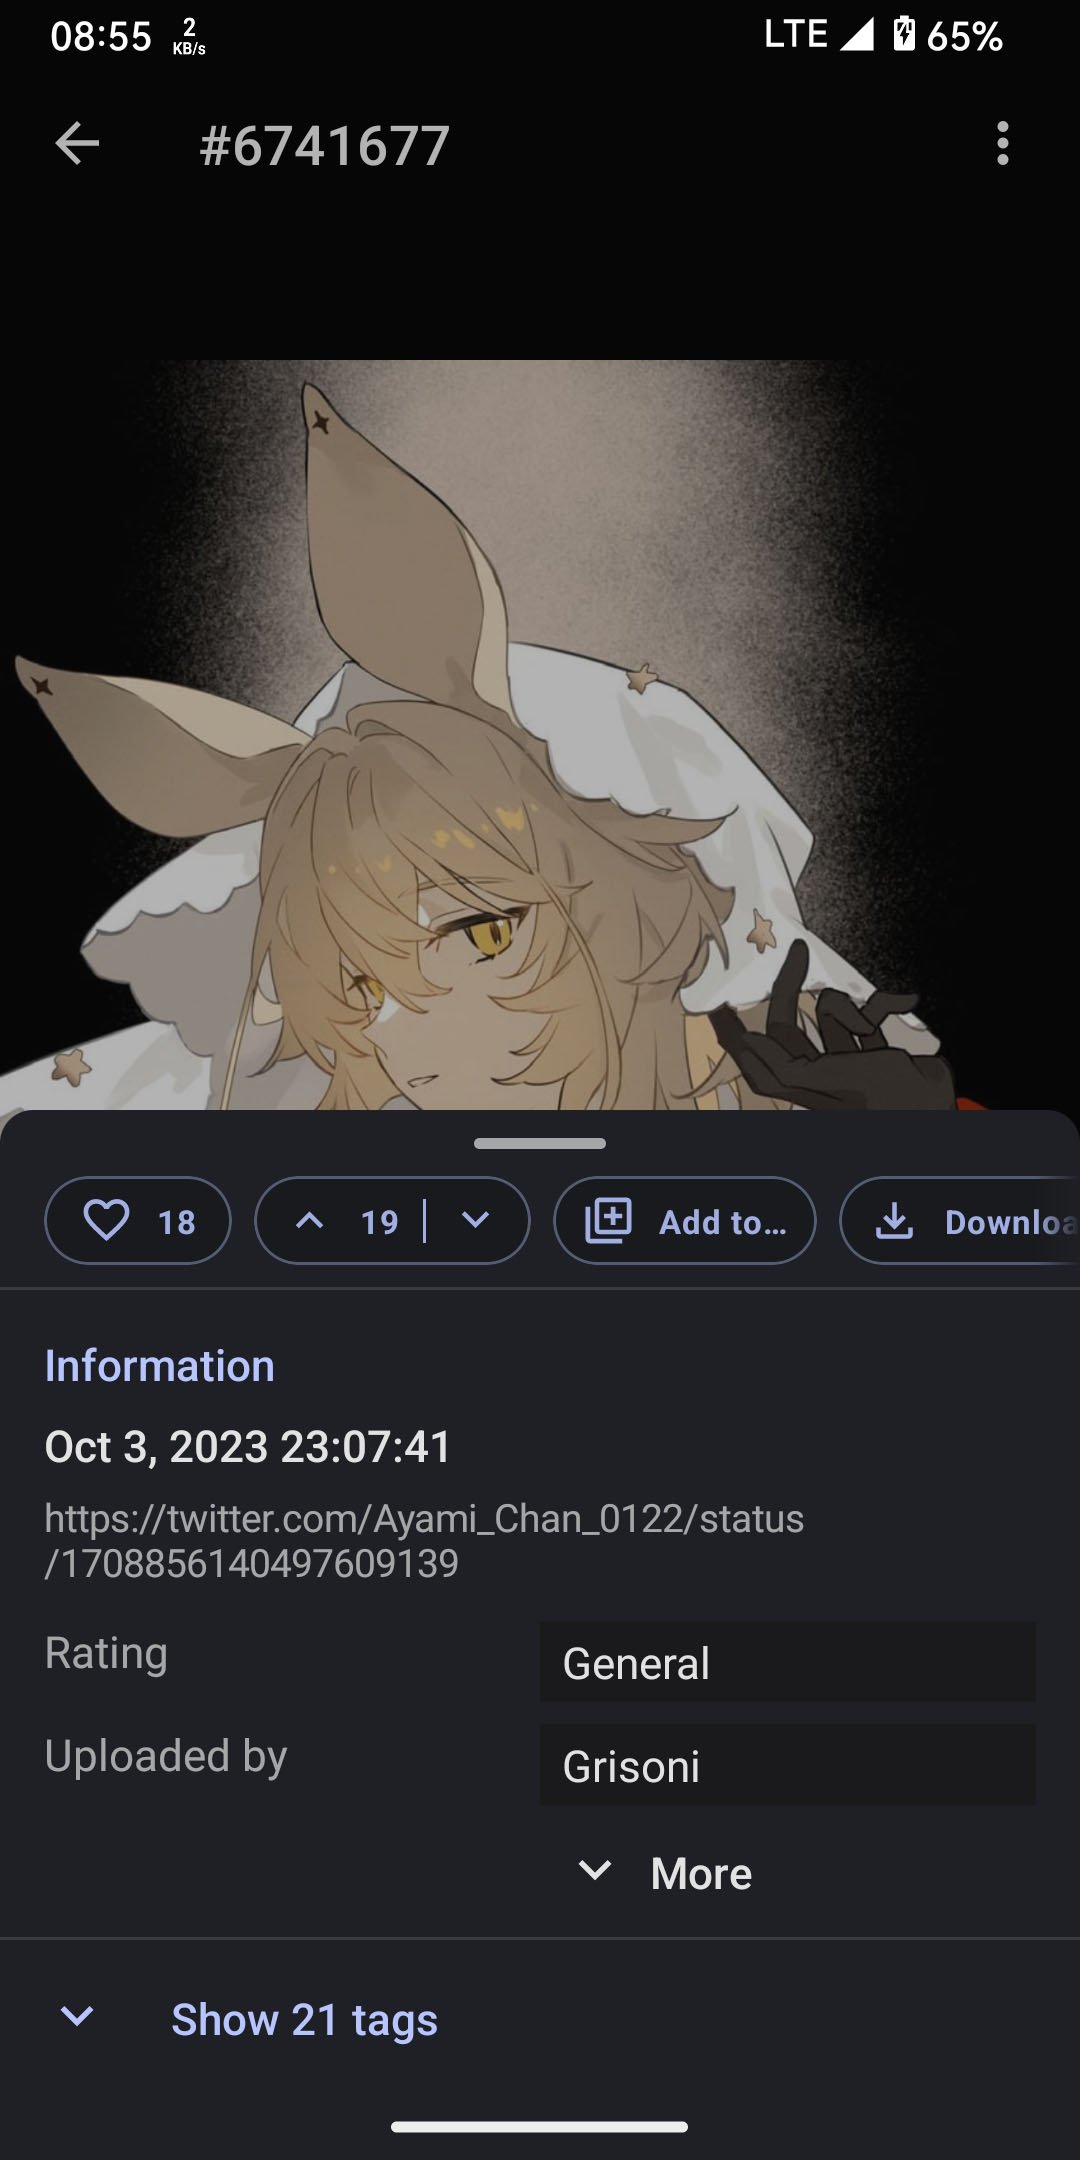 08:55 2 KB/s LTE 65%
#6741677
18 19 Add to... Downloa
Information
Oct 3, 2023 23:07:41
https://twitter.com/Ayami_Chan_0122/status
/1708856140497609139
Rating General
Uploaded by Grisoni
More
Show 21 tags